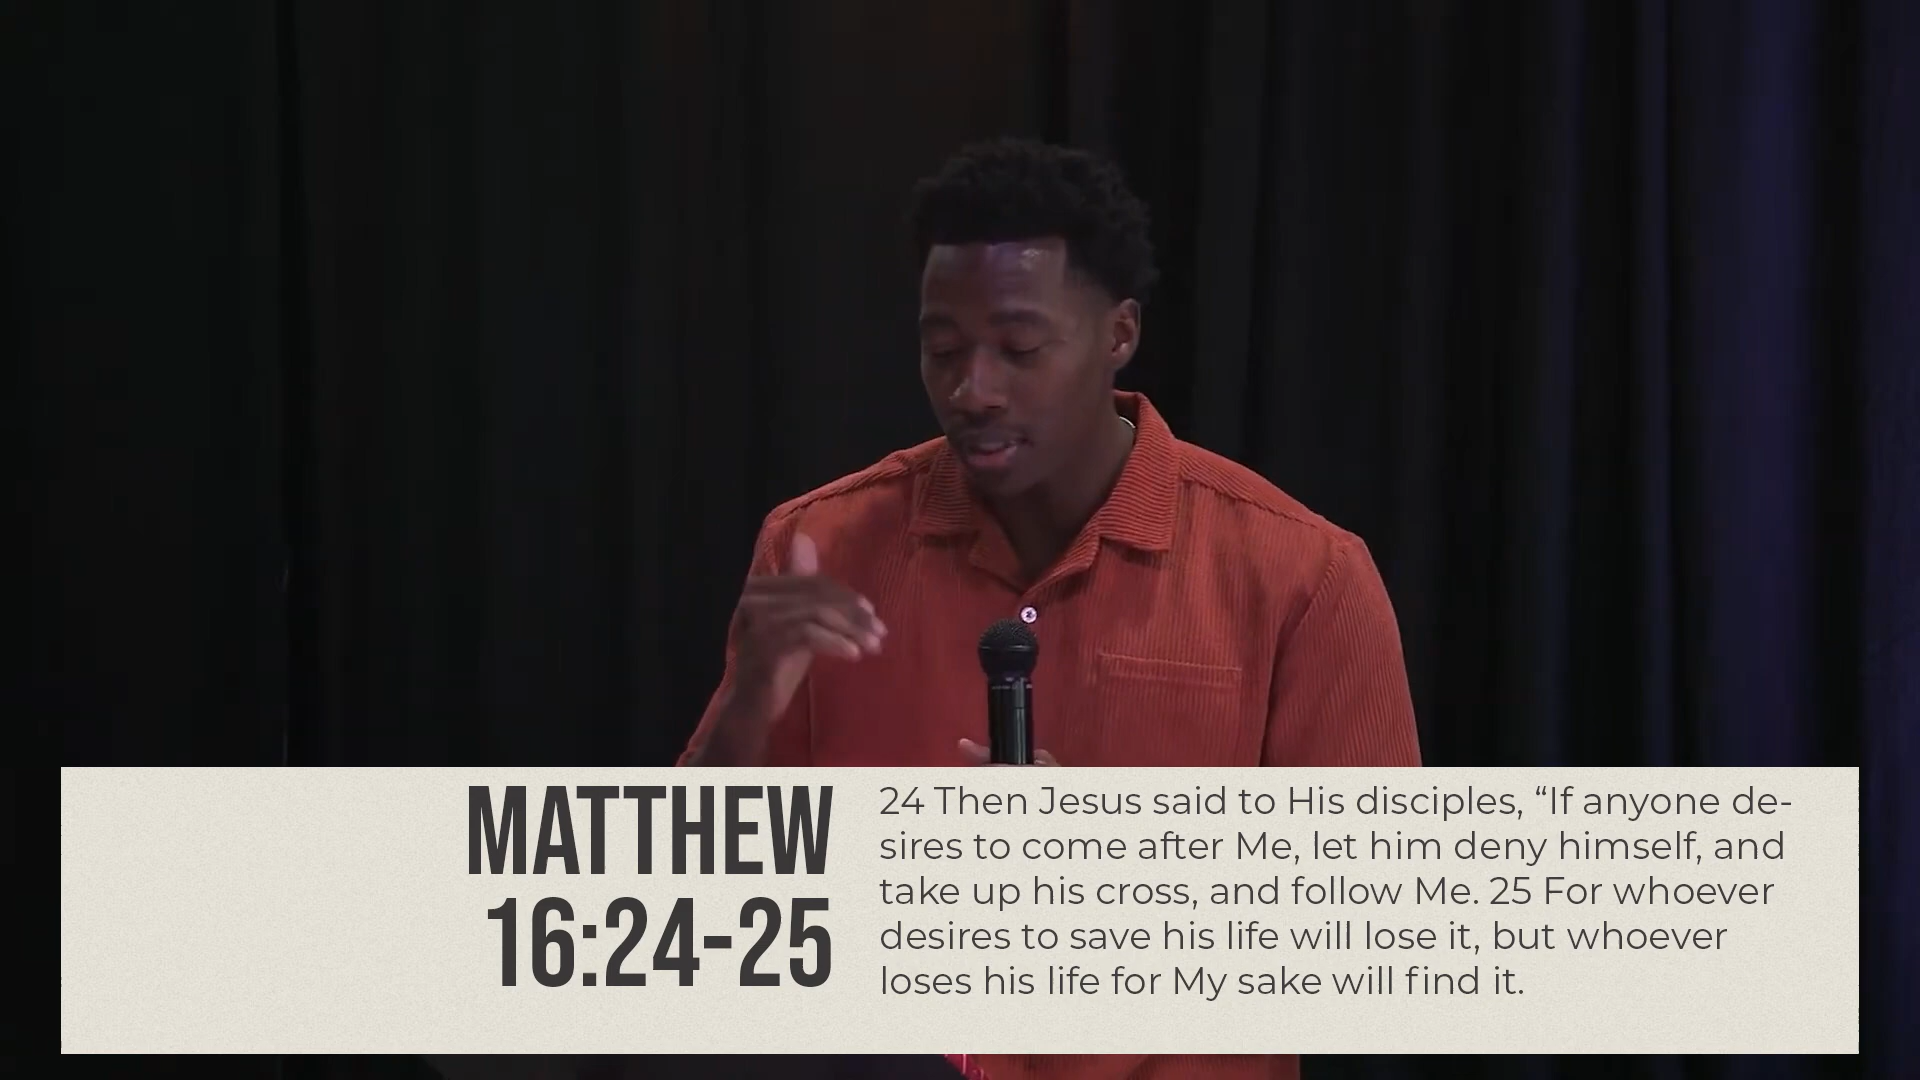 MATTHEW
16:24-25
24 Then Jesus said to His disciples, “If anyone de-
sires to come after Me, let him deny himself, and
take up his cross, and follow Me. 25 For whoever
desires to save his life will lose it, but whoever
loses his life for My sake will find it.